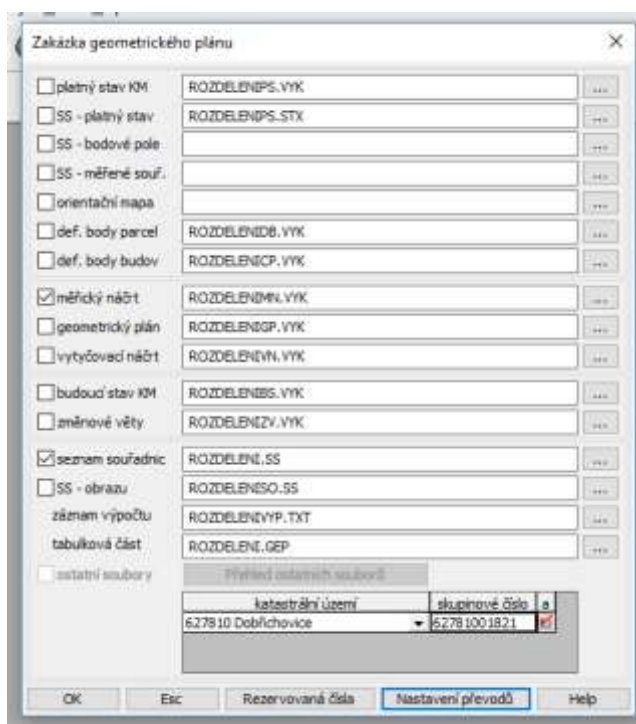 Zakázka geometrického plánu
platný stav KM ROZDELENIPS.VYK ...
SS - platný stav ROZDELENIPS.STX ...
SS - bodové pole ...
SS - měřené souř. ...
orientační mapa ...
def. body parcel ROZDELENIDB.VYK ...
def. body budov ROZDELENICP.VYK ...
měřický náčrt ROZDELENIMN.VYK ...
geometrický plán ROZDELENIGP.VYK ...
vytyčovací náčrt ROZDELENIVN.VYK ...
budoucí stav KM ROZDELENIBS.VYK ...
změnové věty ROZDELENIZV.VYK ...
seznam souřadnic ROZDELENI.SS ...
SS - obrazu ROZDELENISO.SS ...
záznam výpočtu ROZDELENIVYP.TXT ...
tabulková část ROZDELENI.GEP ...
ostatní soubory Přehled ostatních souborů
katastrální území skupinové číslo a
627810 Dobřichovice 62781001821
OK Esc Rezervovaná čísla Nastavení převodů Help